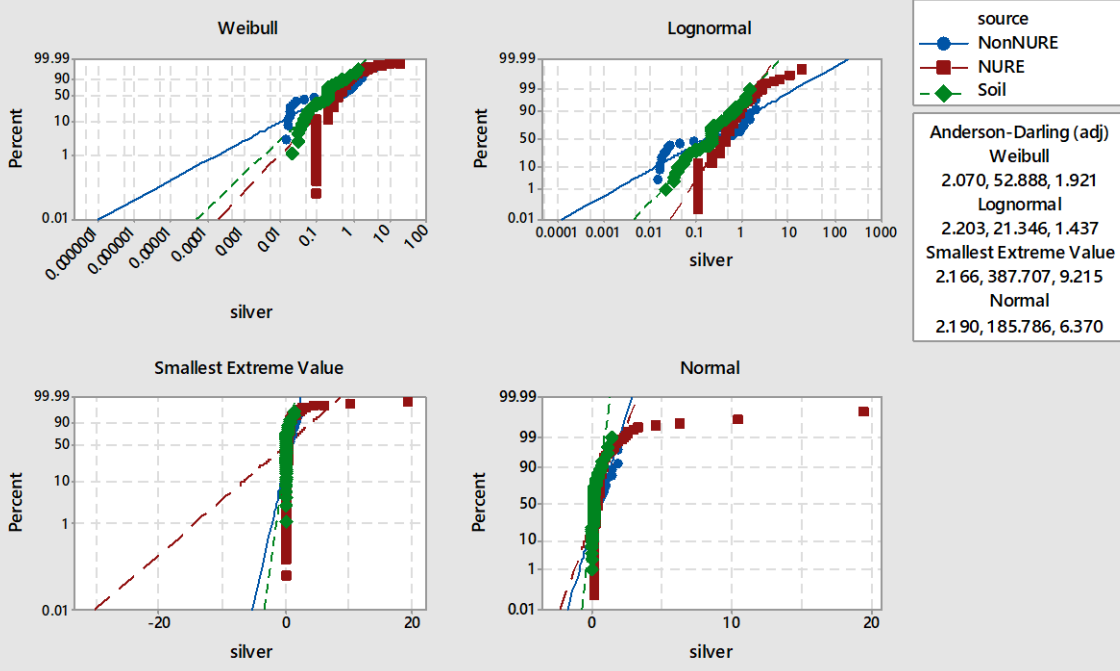 Weibull
99.99
90
50
10
1
0.01
Percent
0.000001
0.00001
0.0001
0.001
0.01
0.1
1
10
100
silver
Lognormal
99.99
99
90
50
10
1
0.01
Percent
0.0001 0.001 0.01 0.1 1 10 100 1000
silver
source
NonNURE
NURE
Soil
Anderson-Darling (adj)
Weibull
2.070, 52.888, 1.921
Lognormal
2.203, 21.346, 1.437
Smallest Extreme Value
2.166, 387.707, 9.215
Normal
2.190, 185.786, 6.370
Smallest Extreme Value
99.99
90
50
10
1
0.01
Percent
-20 0 20
silver
Normal
99.99
99
90
50
10
1
0.01
Percent
0 10 20
silver